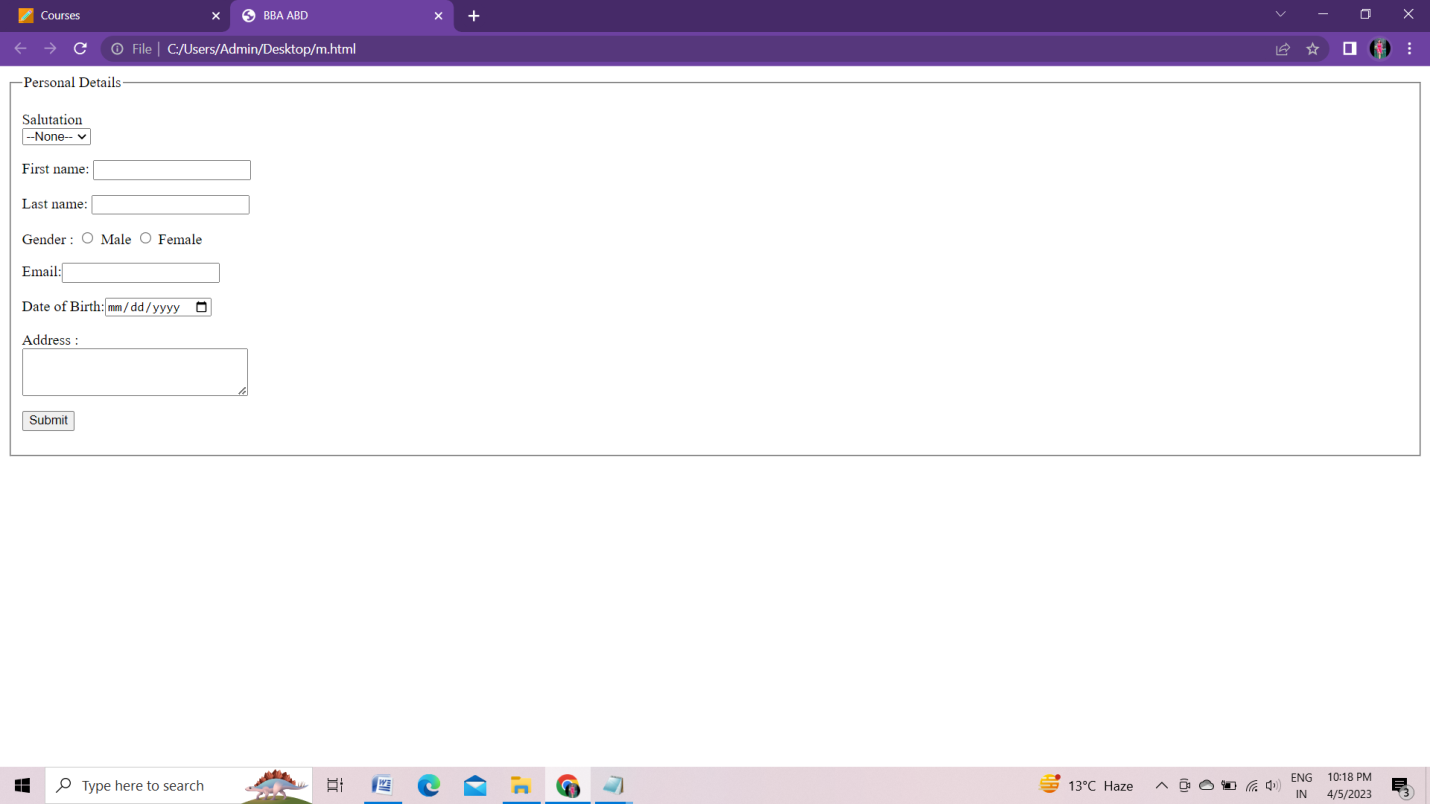 Courses
BBA ABD
File | C:/Users/Admin/Desktop/m.html
Personal Details
Salutation
--None--
First name:
Last name:
Gender : Male Female
Email:
Date of Birth: mm/dd/yyyy
Address :
Submit
Type here to search
13°C Haze
ENG
IN
10:18 PM
4/5/2023
3